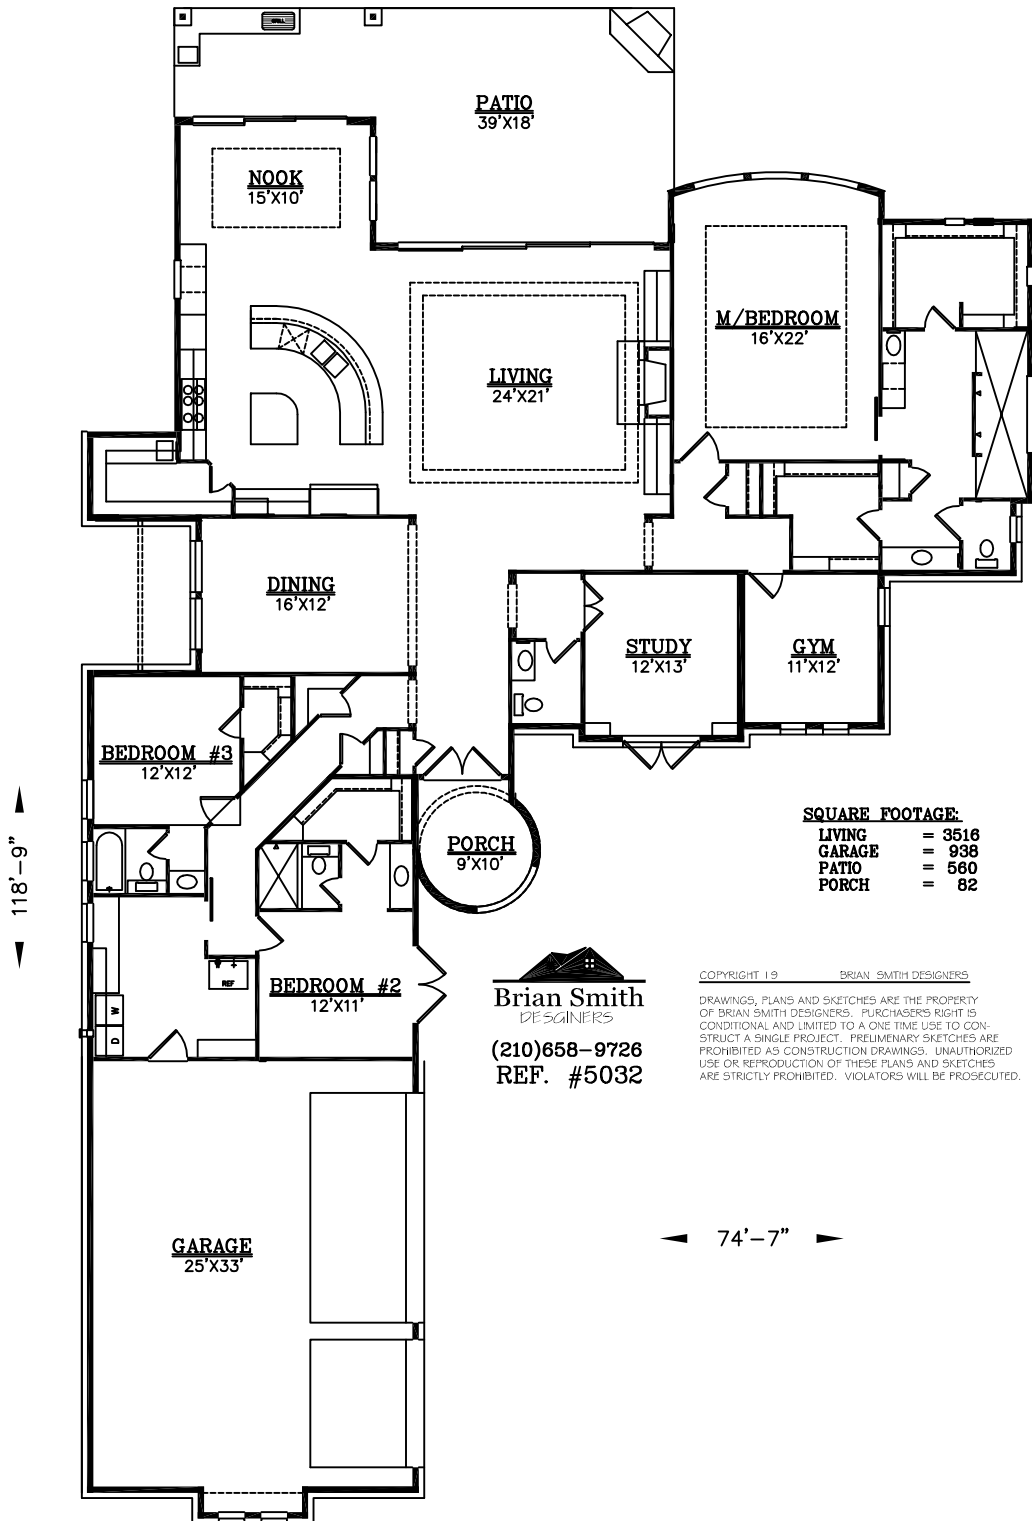 GRILL
PATIO
39'X18'
NOOK
15'X10'
M/BEDROOM
16'X22'
LIVING
24'X21'
DINING
16'X12'
STUDY
12'X13'
GYM
11'X12'
BEDROOM #3
12'X12'
PORCH
9'X10'
SQUARE FOOTAGE:
LIVING = 3516
GARAGE = 938
PATIO = 560
PORCH = 82
118'-9"
REF
BEDROOM #2
12'X11'
W
D
Brian Smith
DESGINERS
(210)658-9726
REF. #5032
COPYRIGHT 19 BRIAN SMITH DESIGNERS
DRAWINGS, PLANS AND SKETCHES ARE THE PROPERTY
OF BRIAN SMITH DESIGNERS. PURCHASERS RIGHT IS
CONDITIONAL AND LIMITED TO A ONE TIME USE TO CON-
STRUCT A SINGLE PROJECT. PRELIMENARY SKETCHES ARE
PROHIBITED AS CONSTRUCTION DRAWINGS. UNAUTHORIZED
USE OR REPRODUCTION OF THESE PLANS AND SKETCHES
ARE STRICTLY PROHIBITED. VIOLATORS WILL BE PROSECUTED.
74'-7"
GARAGE
25'X33'